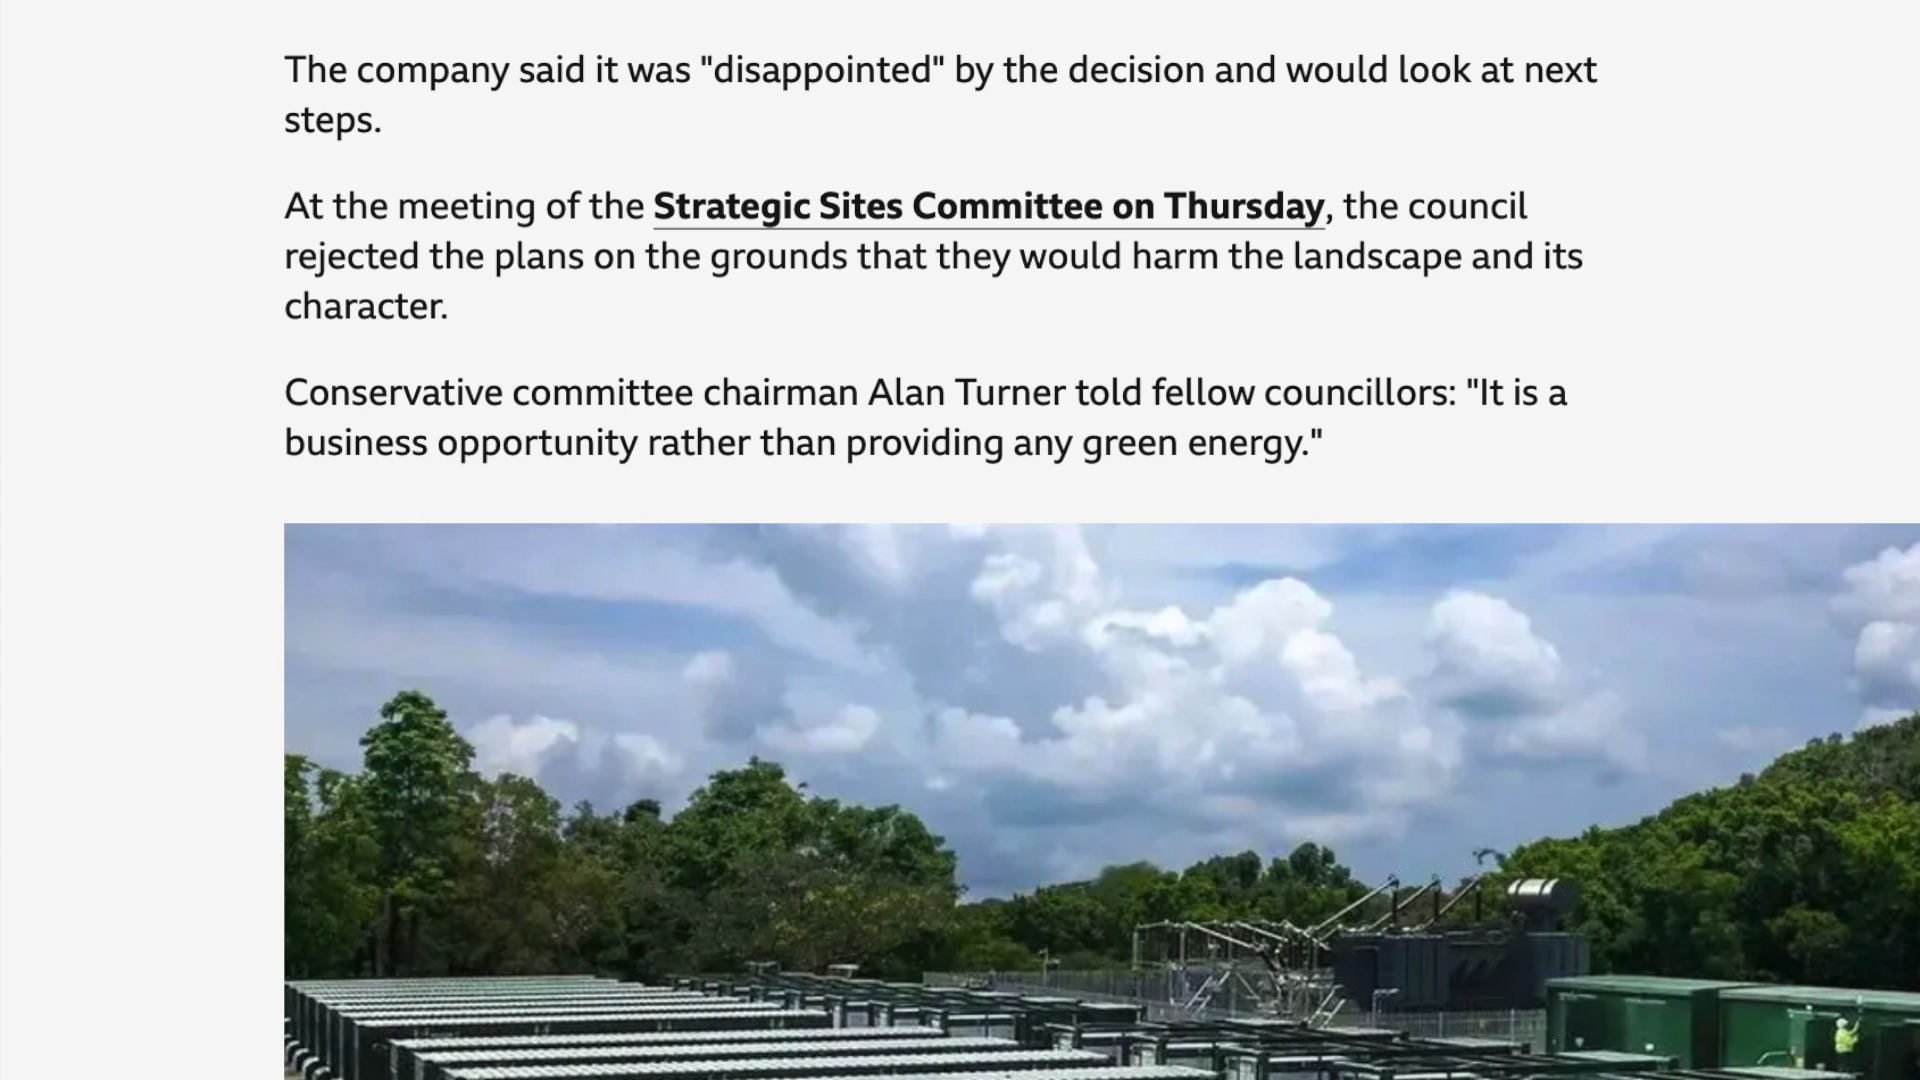 The company said it was "disappointed" by the decision and would look at next
steps.
At the meeting of the Strategic Sites Committee on Thursday, the council
rejected the plans on the grounds that they would harm the landscape and its
character.
Conservative committee chairman Alan Turner told fellow councillors: "It is a
business opportunity rather than providing any green energy."